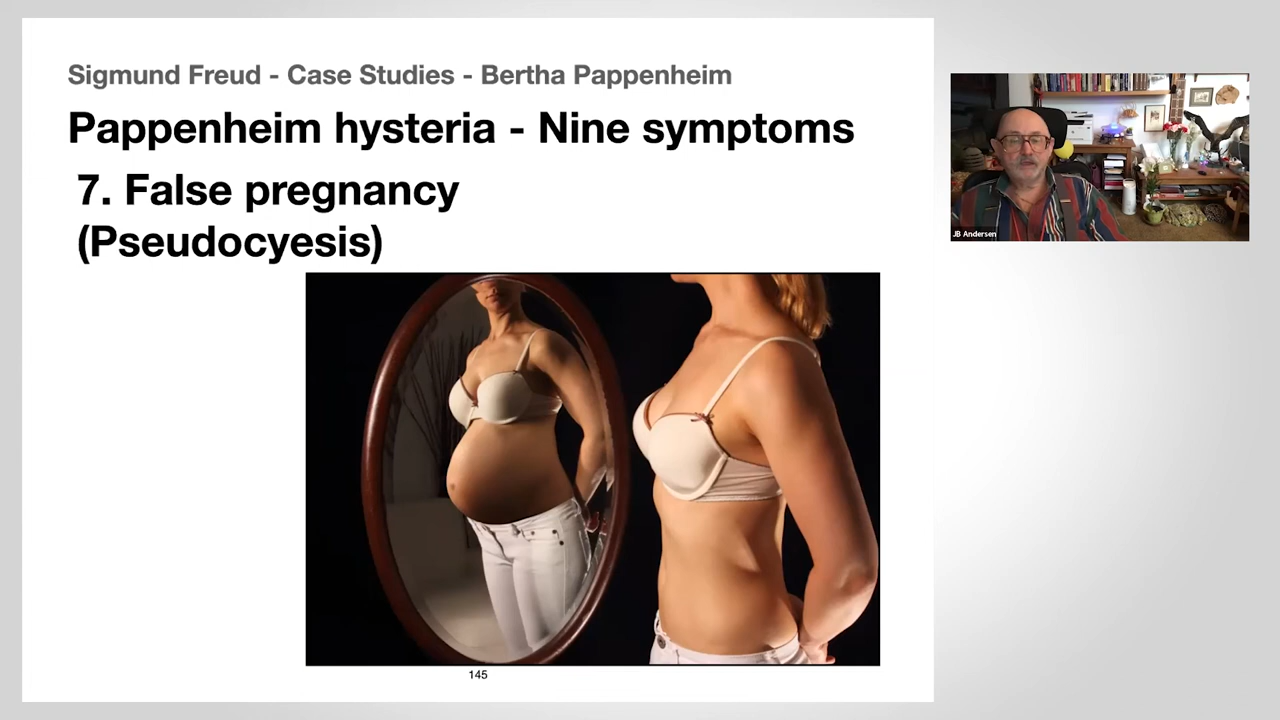 Sigmund Freud - Case Studies - Bertha Pappenheim
Pappenheim hysteria - Nine symptoms
7. False pregnancy
(Pseudocyesis)
145
JB Andersen